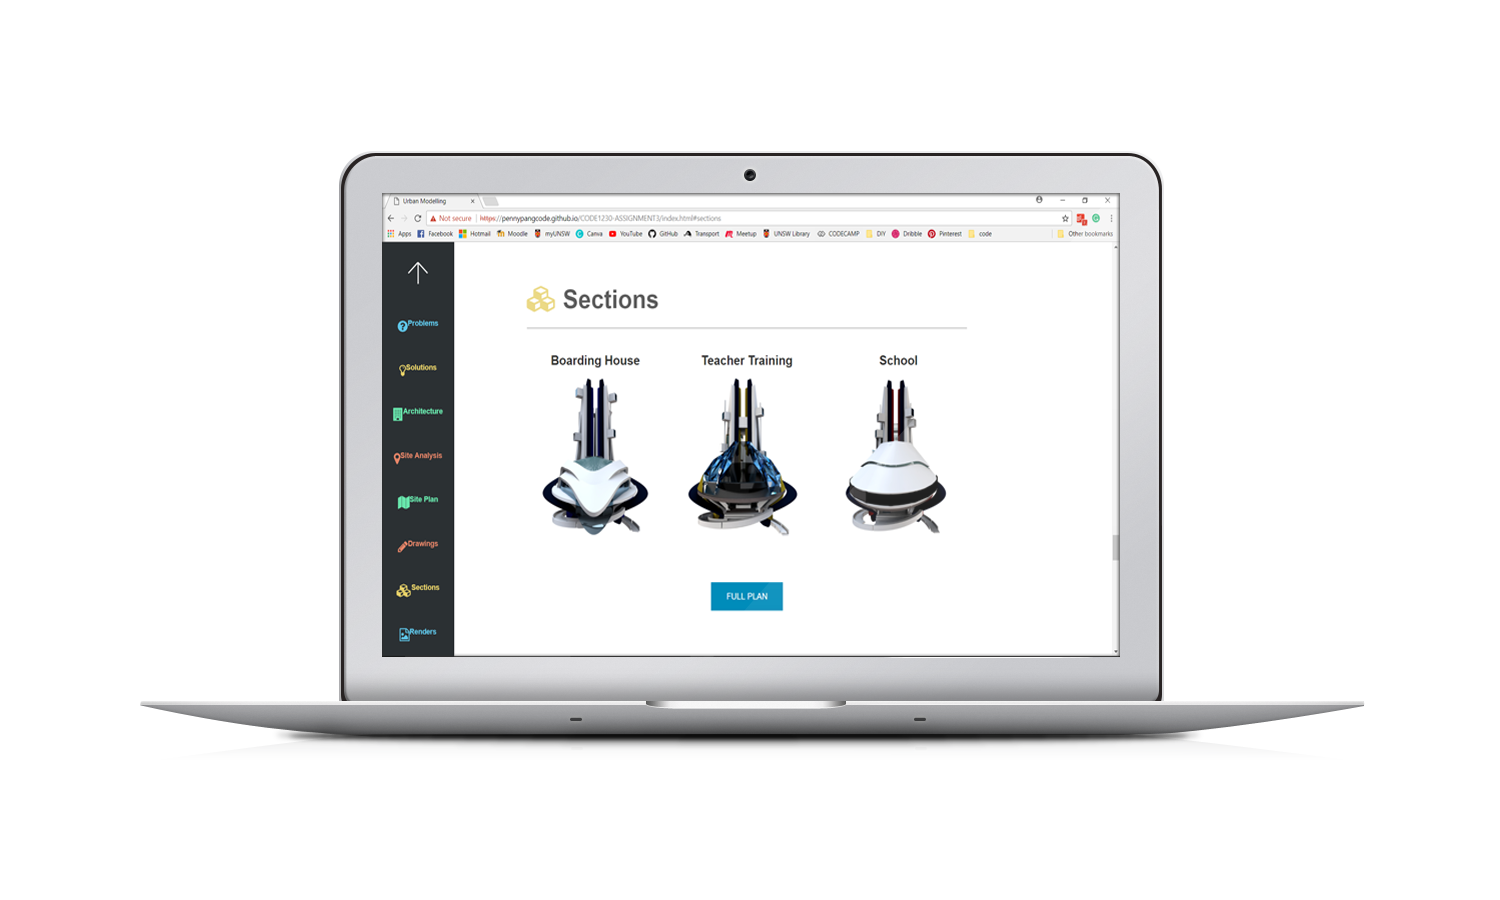 Urban Modelling
Not secure https://pennypangcode.github.io/CODE1230-ASSIGNMENT3/index.html#sections
Apps Facebook Hotmail Moodle myUNSW Canva YouTube GitHub Transport Meetup UNSW Library CODECAMP DIY Dribble Pinterest code Other bookmarks
Problems
Solutions
Architecture
Site Analysis
Site Plan
Drawings
Sections
Renders
Sections
Boarding House Teacher Training School
FULL PLAN